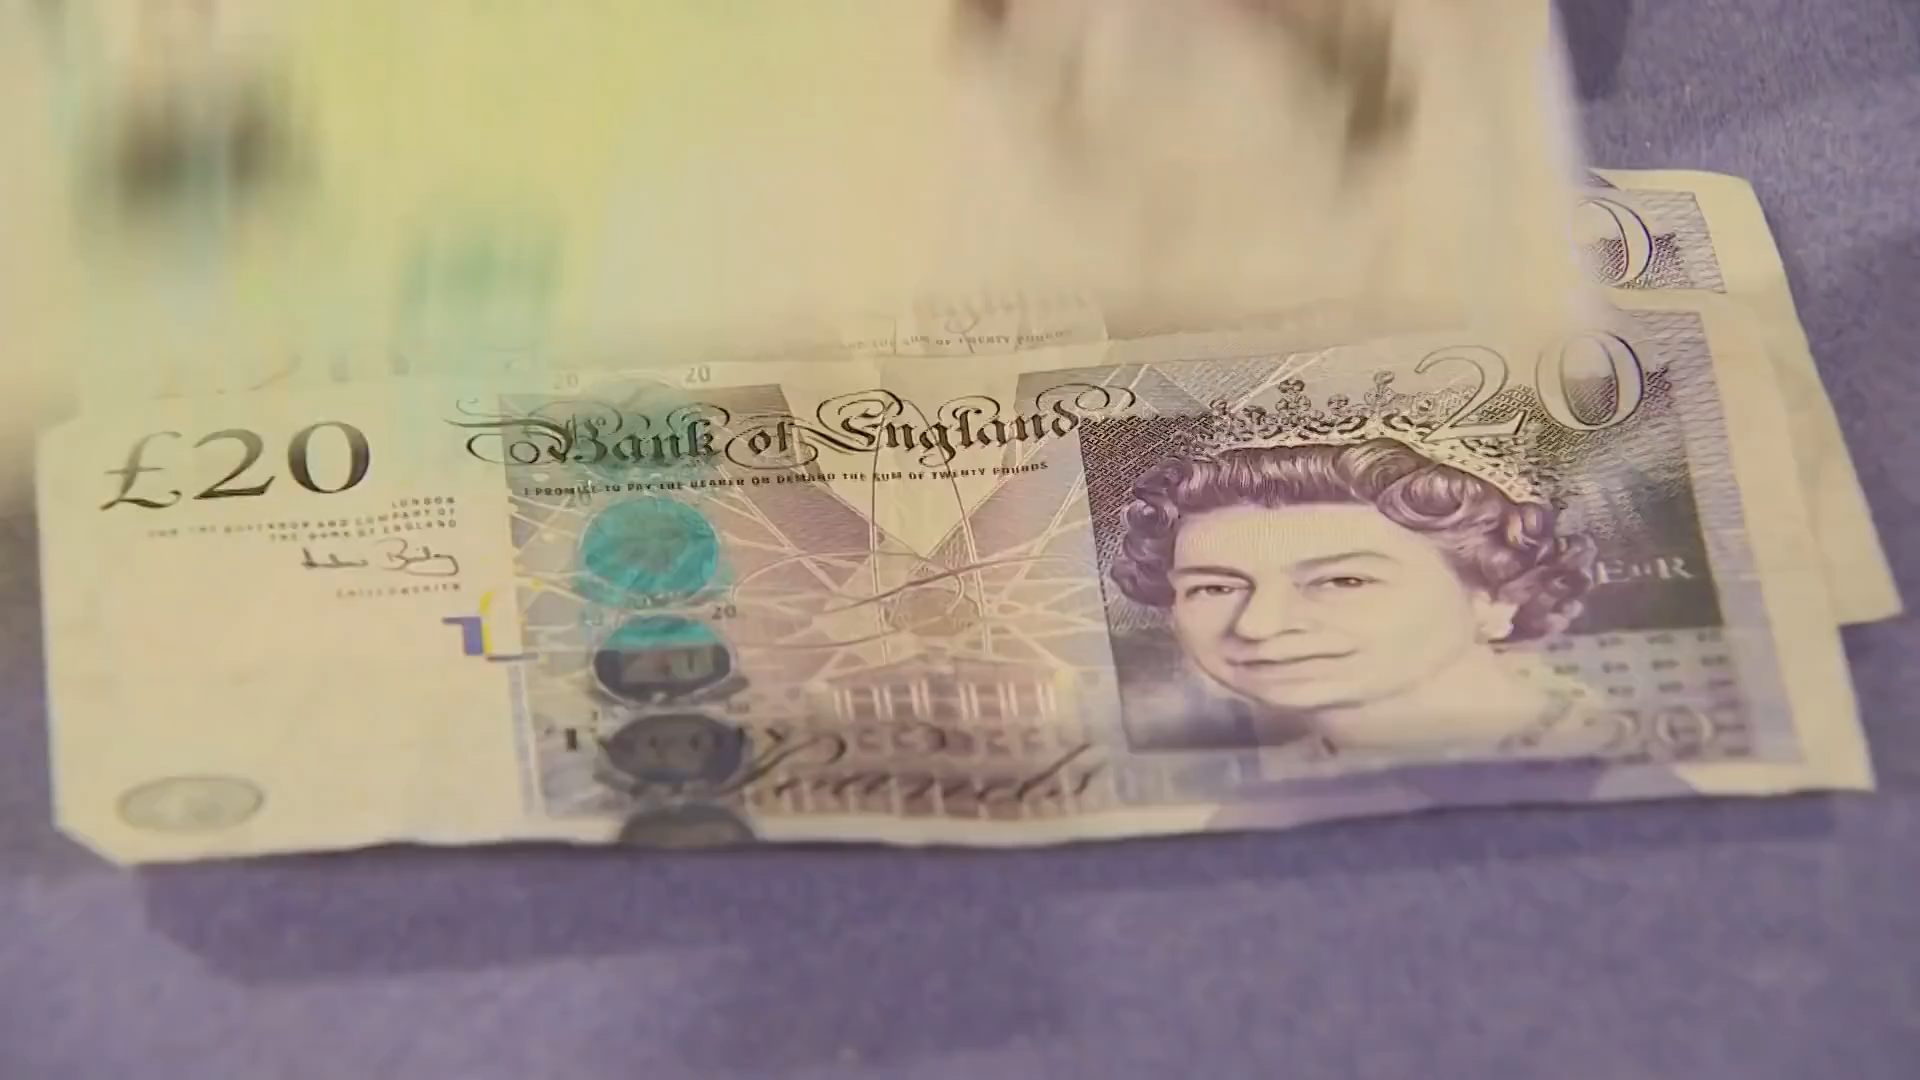 20
20 20
20
£20
Bank of England
I PROMISE TO PAY THE BEARER ON DEMAND THE SUM OF TWENTY POUNDS
LONDON
FOR THE GOVERNOR AND COMPANY OF
THE BANK OF ENGLAND
20
EIIR
Pounds
20